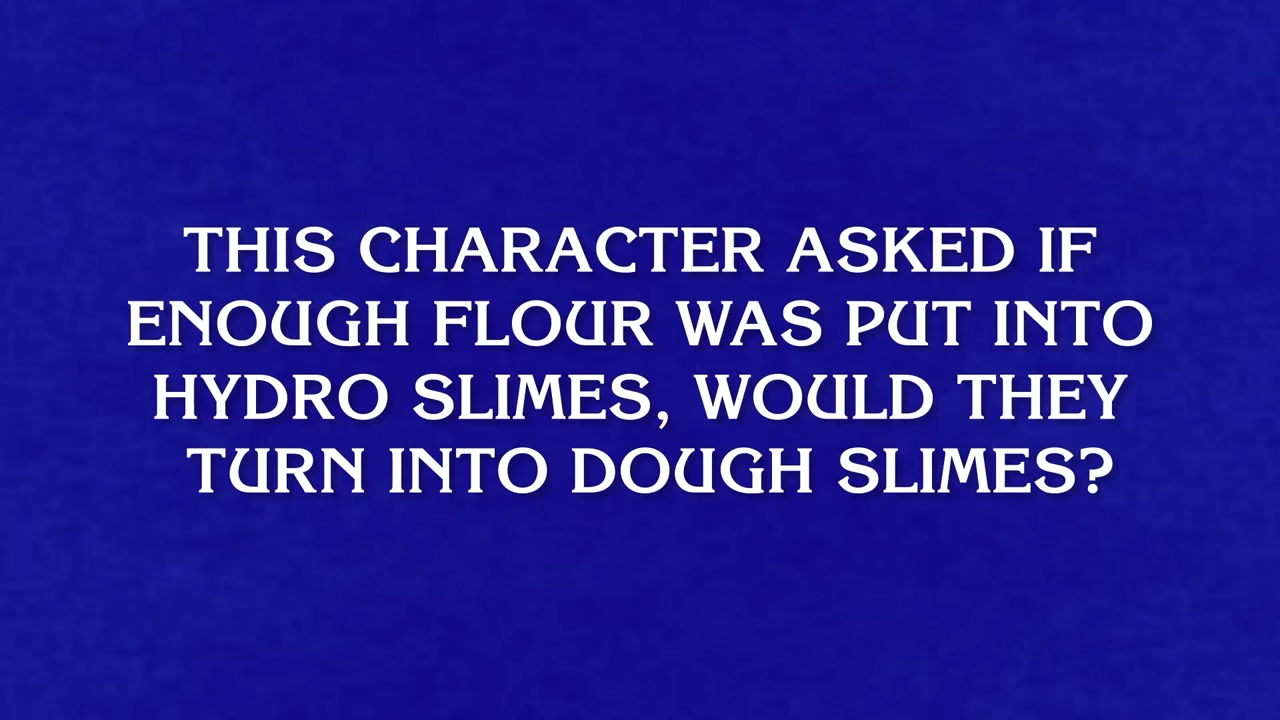 THIS CHARACTER ASKED IF
ENOUGH FLOUR WAS PUT INTO
HYDRO SLIMES, WOULD THEY
TURN INTO DOUGH SLIMES?